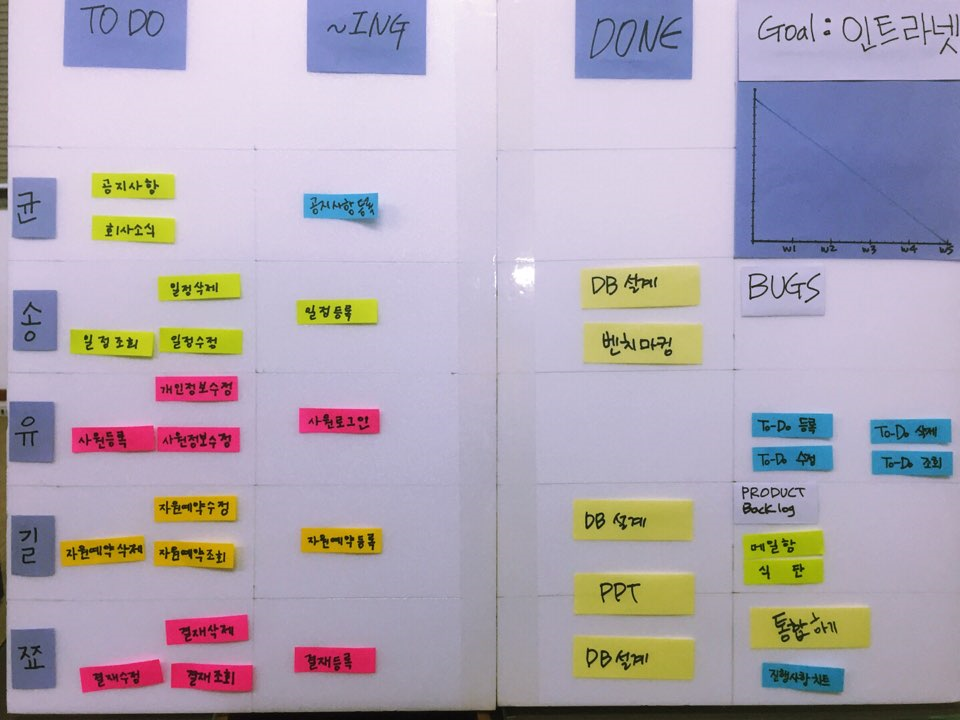 TO DO
~ING
DONE
Goal: 인트라넷
W1 W2 W3 W4 W5
균
공지사항
회사소식
공지사항 등록
송
일정삭제
일정조회
일정수정
일정등록
DB 설계
벤치마킹
BUGS
유
개인정보수정
사원등록
사원정보수정
사원로그인
To-Do 등록
To-Do 삭제
To-Do 수정
To-Do 조회
길
자원예약수정
자원예약삭제
자원예약조회
자원예약등록
DB 설계
PPT
PRODUCT
Backlog
메일함
식 단
죠
결재삭제
결재수정
결재조회
결재등록
DB 설계
통합하기
진행사항 차트